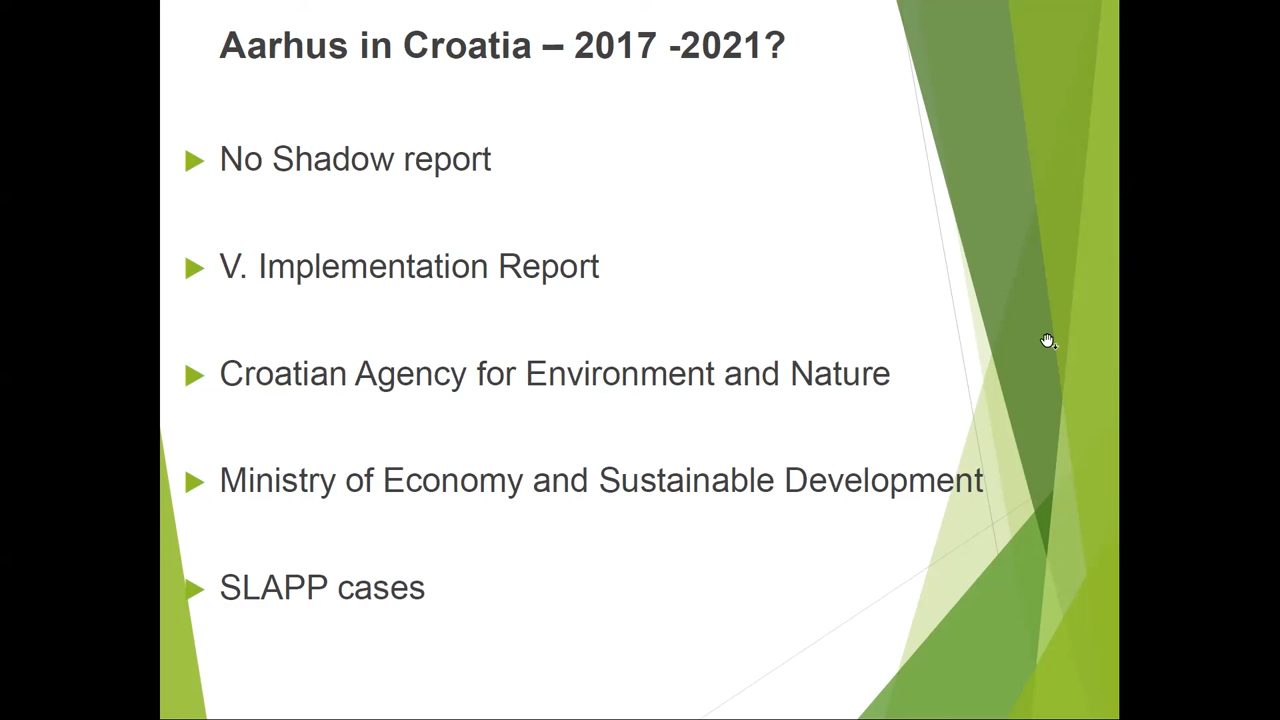 Aarhus in Croatia – 2017 -2021?
No Shadow report
V. Implementation Report
Croatian Agency for Environment and Nature
Ministry of Economy and Sustainable Development
SLAPP cases